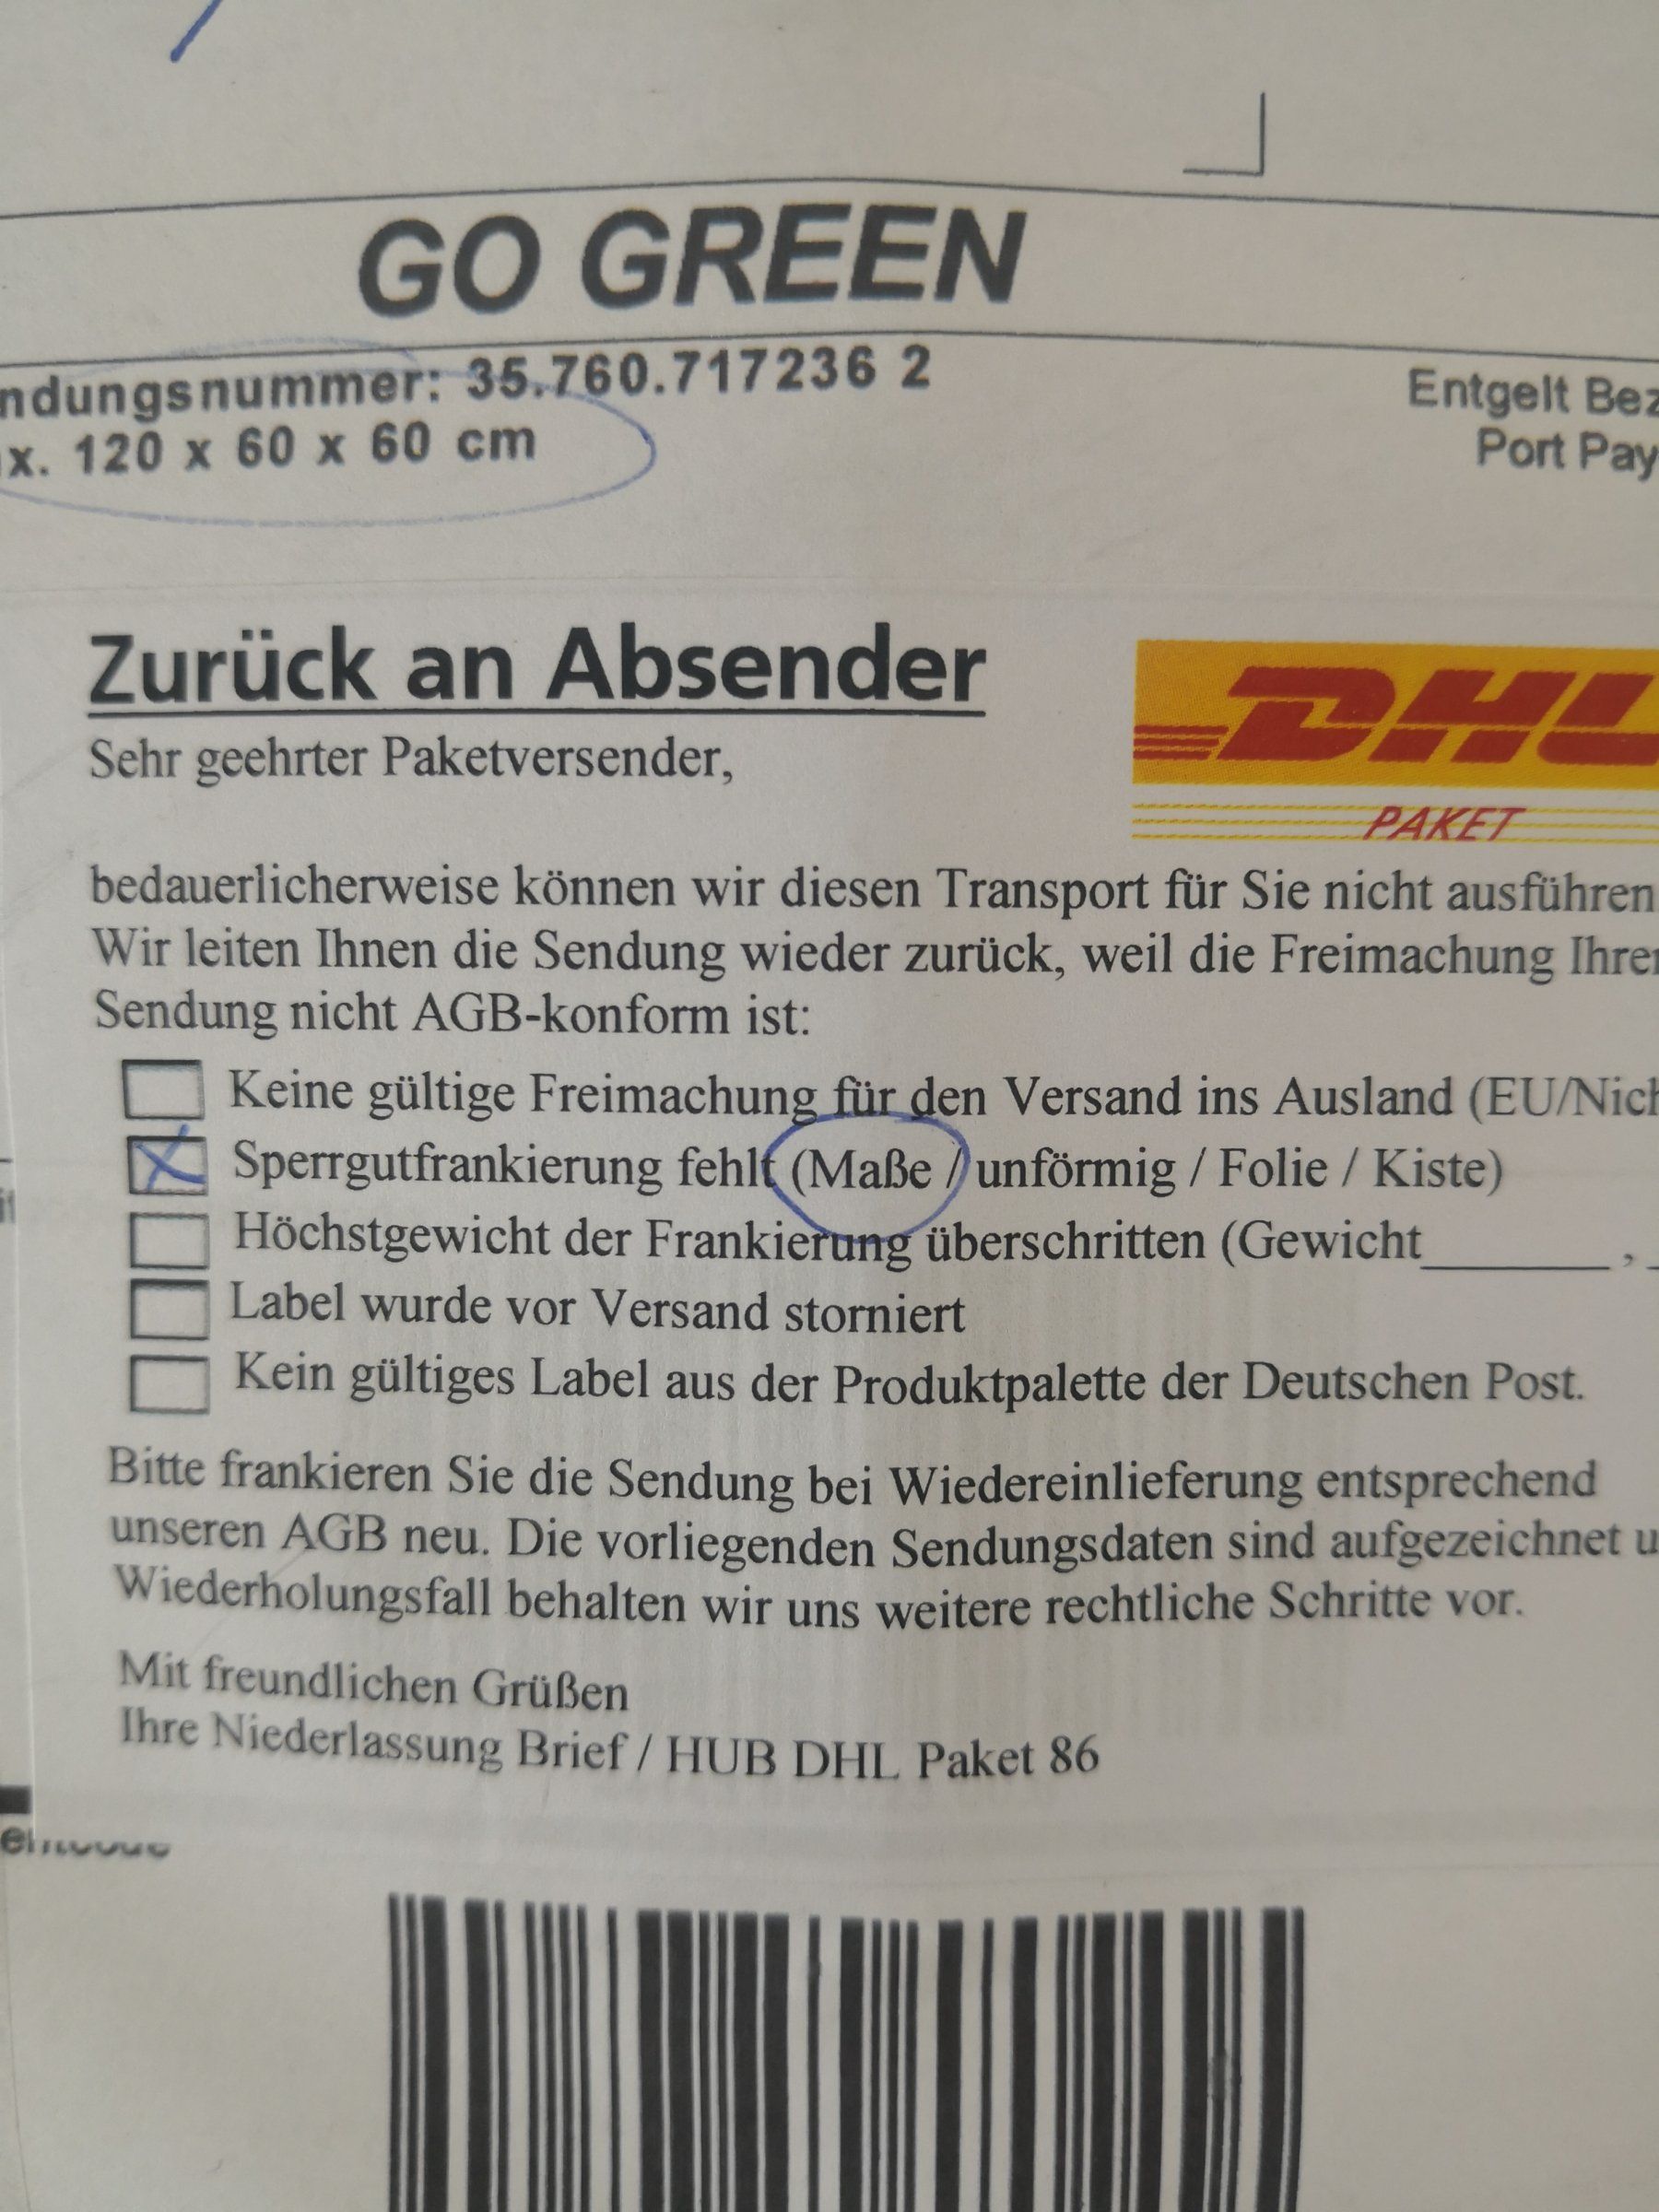 GO GREEN
ndungsnummer: 35.760.717236 2
x. 120 x 60 x 60 cm
Entgelt Bez
Port Pay
Zurück an Absender
DHL
PAKET
Sehr geehrter Paketversender,
bedauerlicherweise können wir diesen Transport für Sie nicht ausführen
Wir leiten Ihnen die Sendung wieder zurück, weil die Freimachung Ihrer
Sendung nicht AGB-konform ist:
Keine gültige Freimachung für den Versand ins Ausland (EU/Nich
Sperrgutfrankierung fehlt (Maße / unförmig / Folie / Kiste)
Höchstgewicht der Frankierung überschritten (Gewicht_______ , _
Label wurde vor Versand storniert
Kein gültiges Label aus der Produktpalette der Deutschen Post.
Bitte frankieren Sie die Sendung bei Wiedereinlieferung entsprechend
unseren AGB neu. Die vorliegenden Sendungsdaten sind aufgezeichnet u
Wiederholungsfall behalten wir uns weitere rechtliche Schritte vor.
Mit freundlichen Grüßen
Ihre Niederlassung Brief / HUB DHL Paket 86